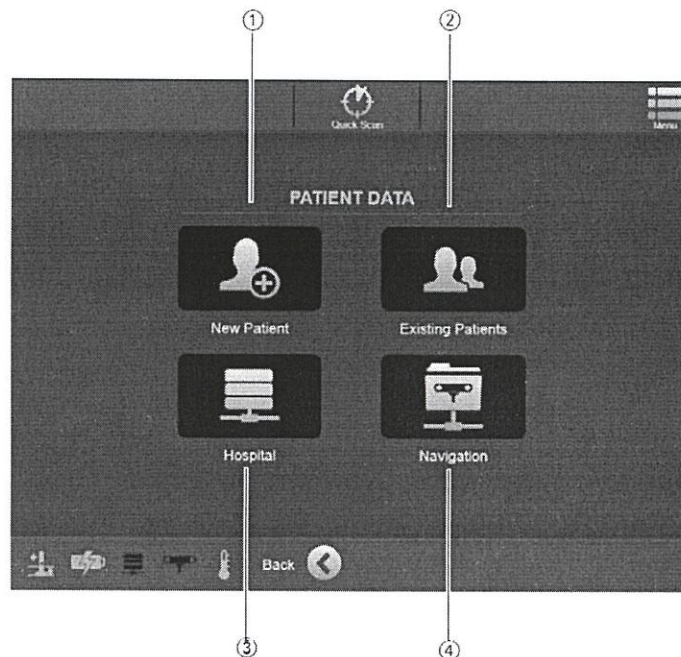 ① ②
Quick Scan Menu
PATIENT DATA
New Patient Existing Patients
Hospital Navigation
Back
③ ④